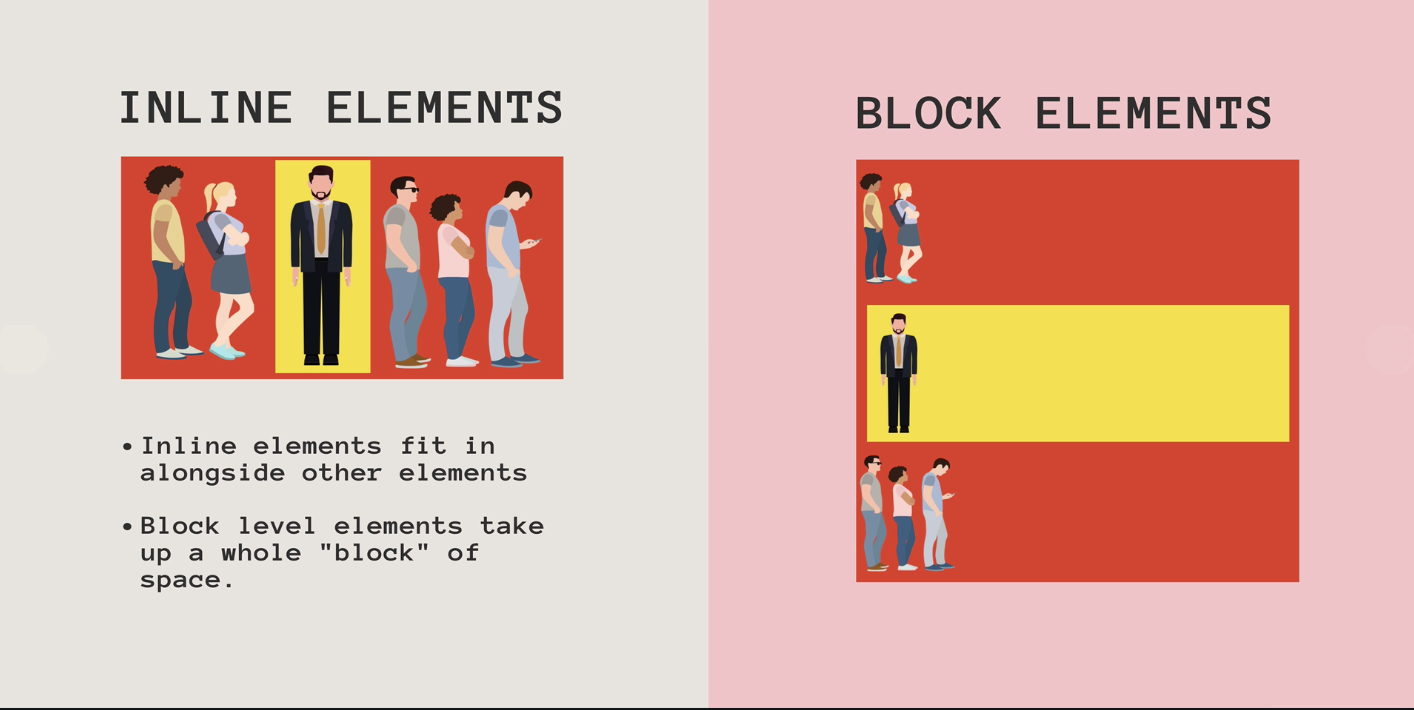 INLINE ELEMENTS
• Inline elements fit in
alongside other elements
• Block level elements take
up a whole "block" of
space.
BLOCK ELEMENTS